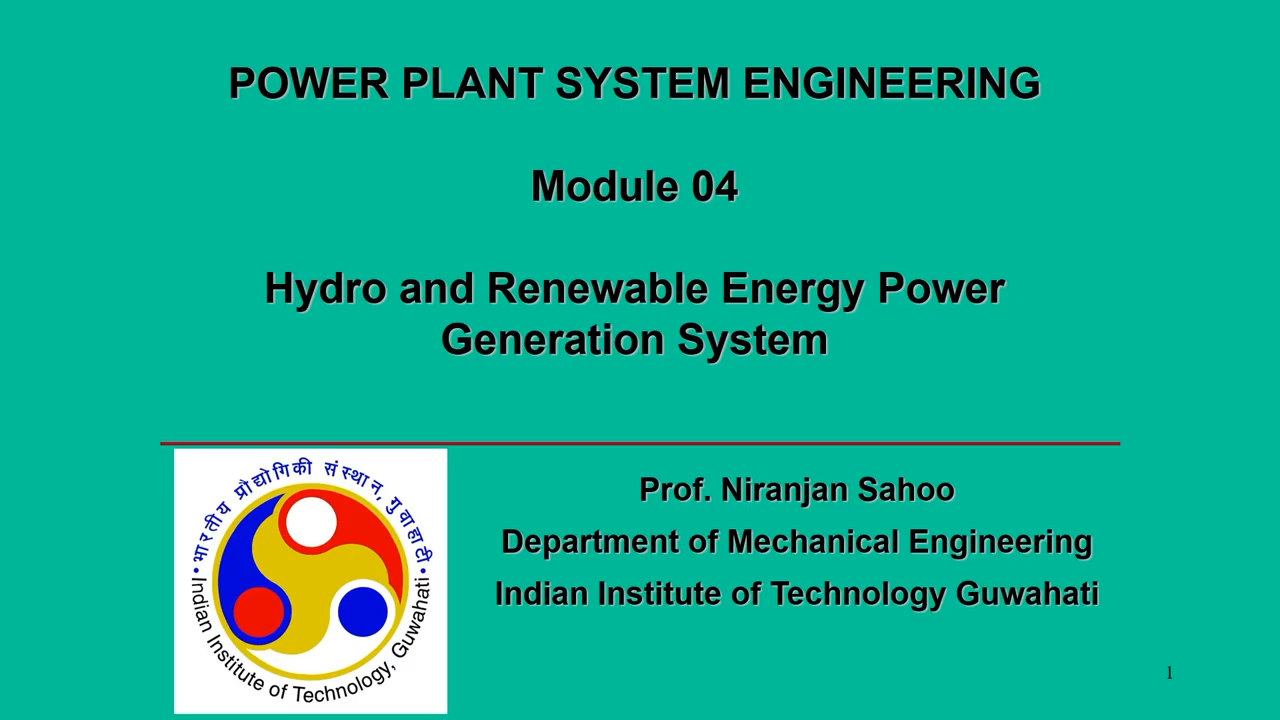 POWER PLANT SYSTEM ENGINEERING
Module 04
Hydro and Renewable Energy Power
Generation System
भारतीय प्रौद्योगिकी संस्थान, गुवाहाटी
Indian Institute of Technology, Guwahati
Prof. Niranjan Sahoo
Department of Mechanical Engineering
Indian Institute of Technology Guwahati
1